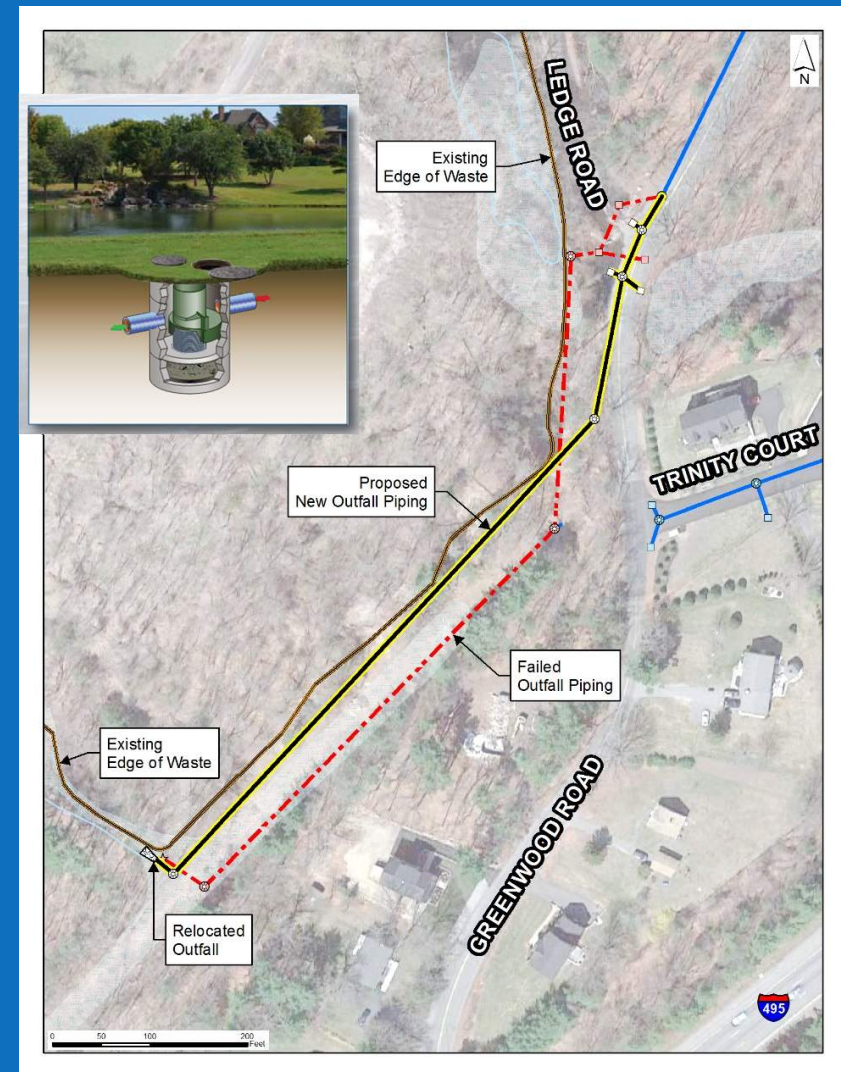 N
LEDGE ROAD
Existing
Edge of Waste
TRINITY COURT
Proposed
New Outfall Piping
Failed
Outfall Piping
Existing
Edge of Waste
GREENWOOD ROAD
Relocated
Outfall
495
0 50 100 200
Feet